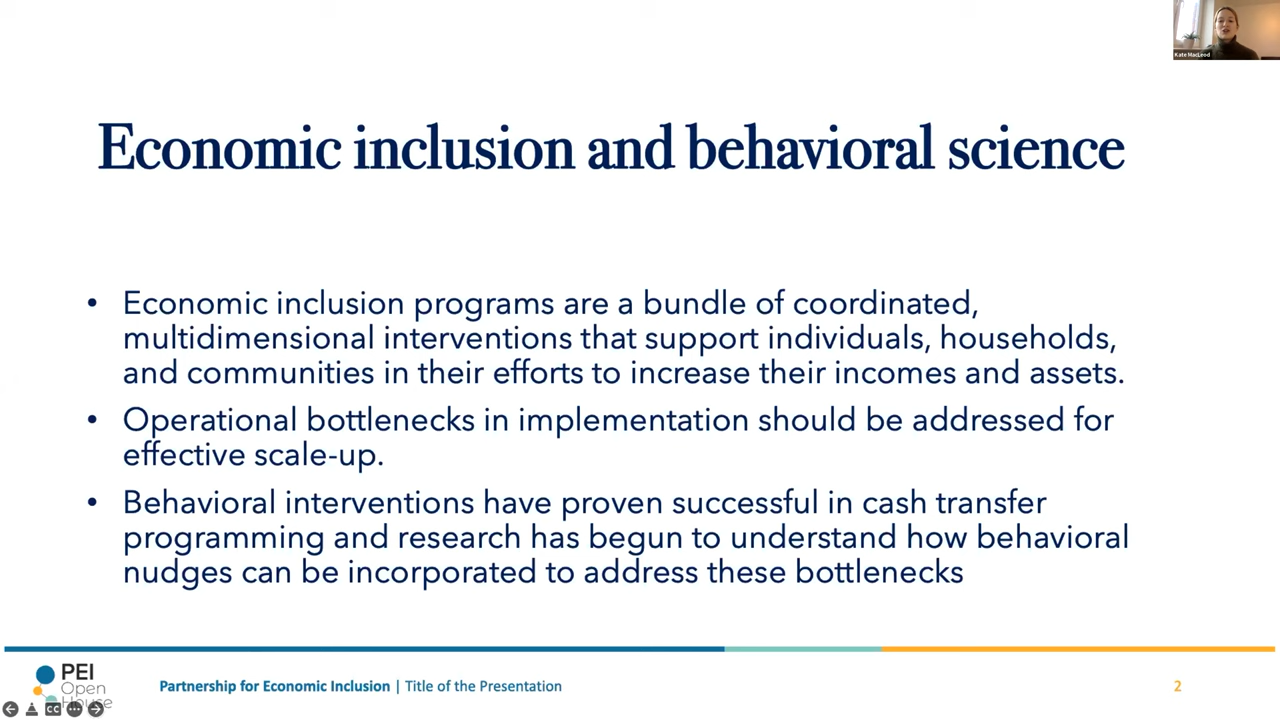 Kate MacLeod
Economic inclusion and behavioral science
• Economic inclusion programs are a bundle of coordinated,
multidimensional interventions that support individuals, households,
and communities in their efforts to increase their incomes and assets.
• Operational bottlenecks in implementation should be addressed for
effective scale-up.
• Behavioral interventions have proven successful in cash transfer
programming and research has begun to understand how behavioral
nudges can be incorporated to address these bottlenecks
PEI
Open
House
CC
Partnership for Economic Inclusion | Title of the Presentation
2